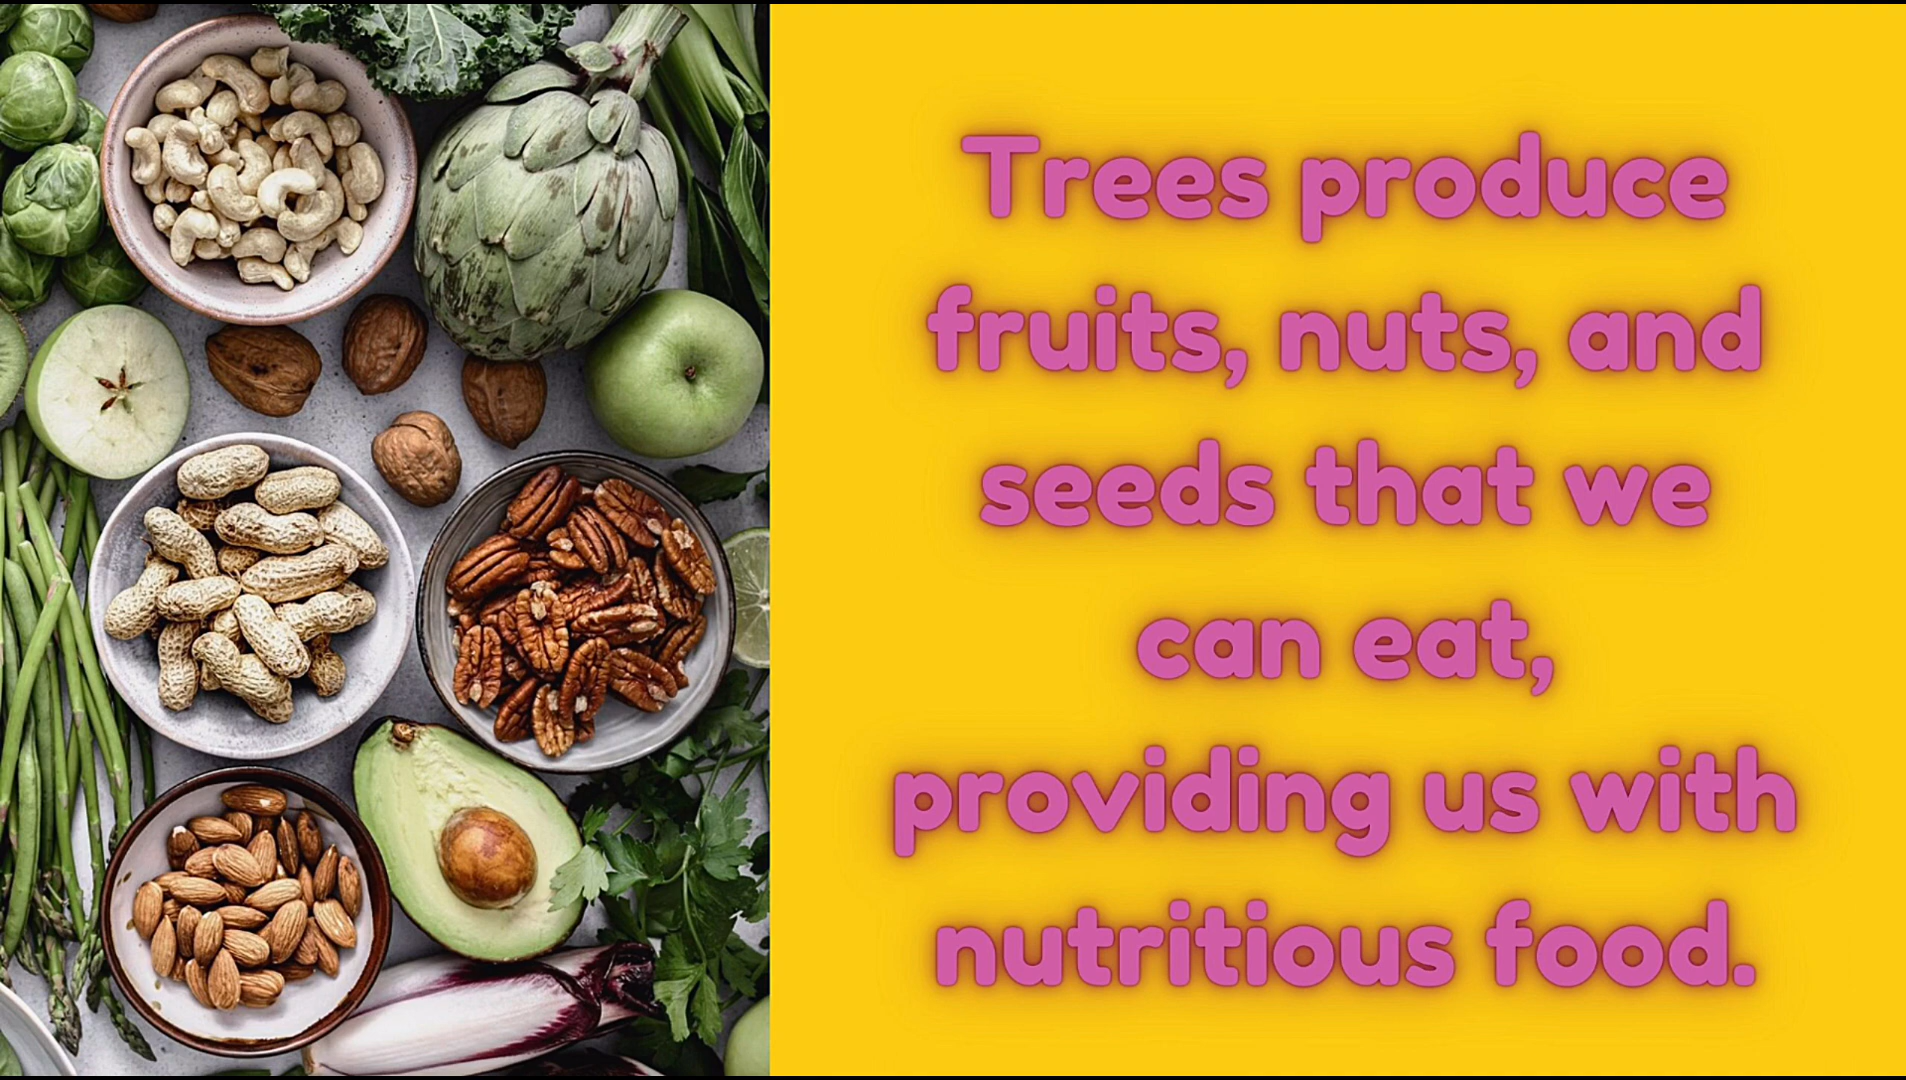 Trees produce
fruits, nuts, and
seeds that we
can eat,
providing us with
nutritious food.